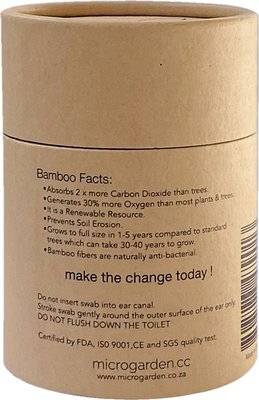 Bamboo Facts:
•Absorbs 2 x more Carbon Dioxide than trees.
•Generates 30% more Oxygen than most plants & trees.
•It is a Renewable Resource.
•Prevents Soil Erosion.
•Grows to full size in 1-5 years compared to standard
trees which can take 30-40 years to grow.
•Bamboo fibers are naturally anti-bacterial.
make the change today !
Do not insert swab into ear canal.
Stroke swab gently around the outer surface of the ear only.
DO NOT FLUSH DOWN THE TOILET
Certified by FDA, ISO 9001,CE and SGS quality test.
microgarden.cc
www.microgarden.co.za